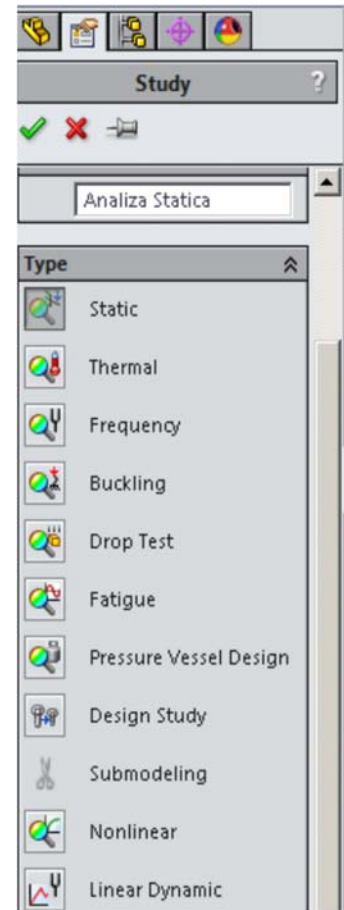 Study
?
Analiza Statica
Type
Static
Thermal
Frequency
Buckling
Drop Test
Fatigue
Pressure Vessel Design
Design Study
Submodeling
Nonlinear
Linear Dynamic